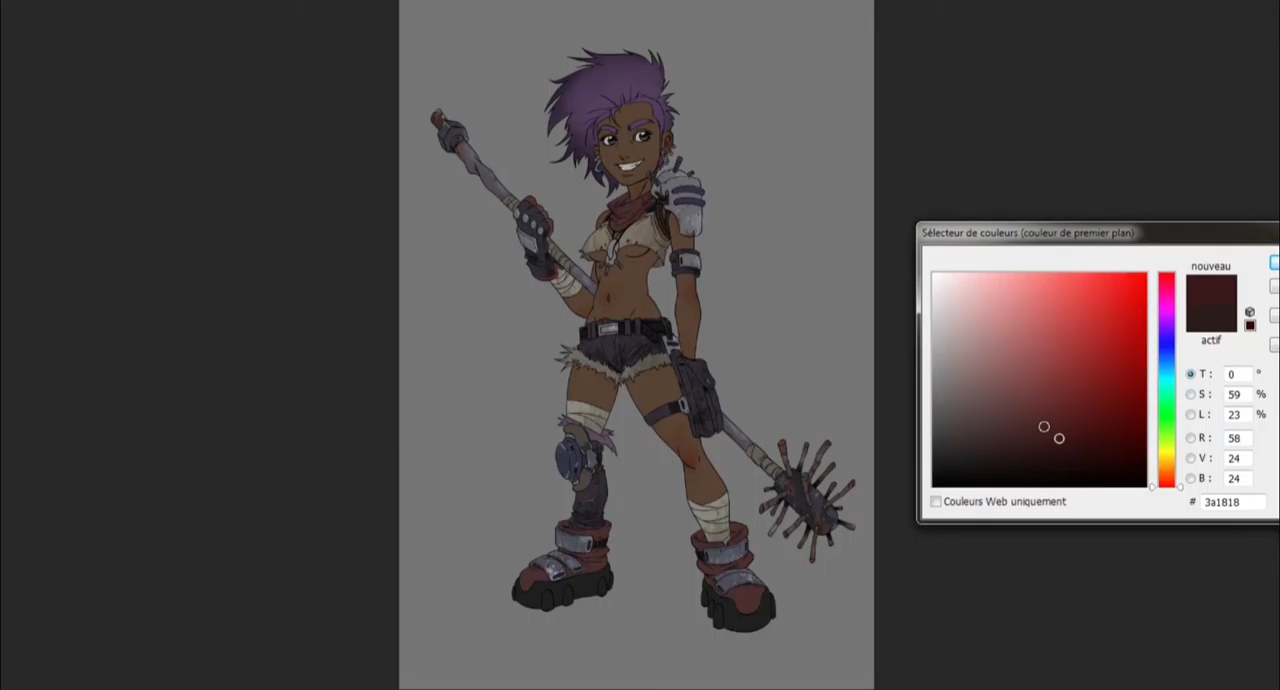 Sélecteur de couleurs (couleur de premier plan)
nouveau
actif
T : 0 °
S : 59 %
L : 23 %
R : 58
V : 24
B : 24
Couleurs Web uniquement
# 3a1818